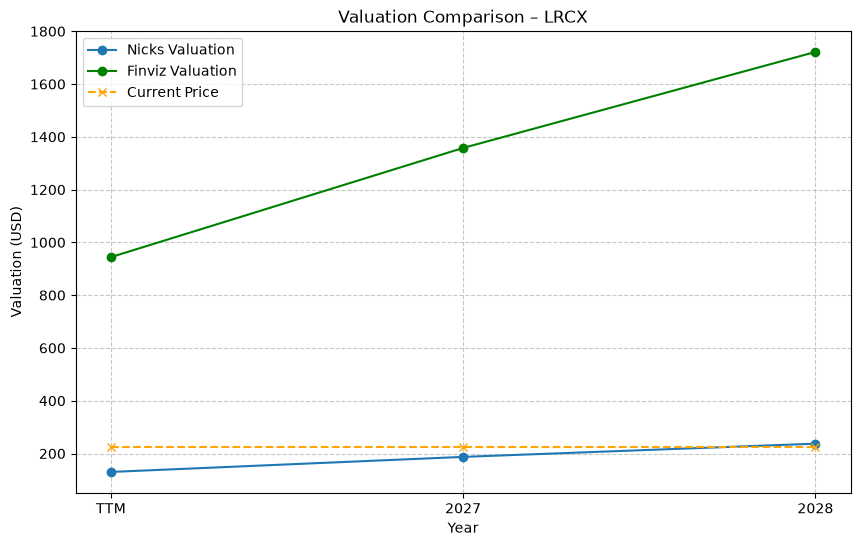 Valuation Comparison – LRCX
Nicks Valuation
Finviz Valuation
Current Price
Valuation (USD)
1800
1600
1400
1200
1000
800
600
400
200
TTM
2027
2028
Year